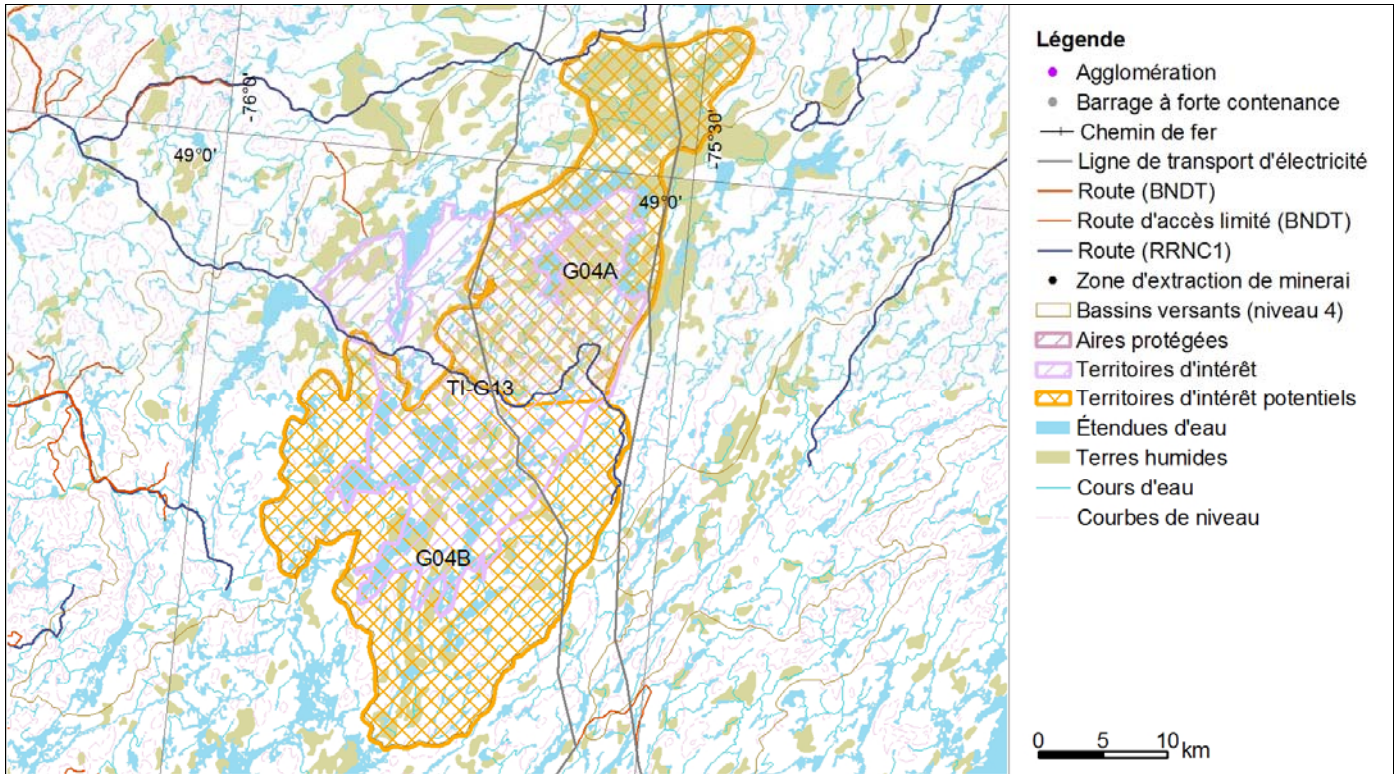 -76°0'
49°0'
-75°30'
49°0'
G04A
TI-G13
G04B
Légende
Agglomération
Barrage à forte contenance
Chemin de fer
Ligne de transport d'électricité
Route (BNDT)
Route d'accès limité (BNDT)
Route (RRNC1)
Zone d'extraction de minerai
Bassins versants (niveau 4)
Aires protégées
Territoires d'intérêt
Territoires d'intérêt potentiels
Étendues d'eau
Terres humides
Cours d'eau
Courbes de niveau
0 5 10 km